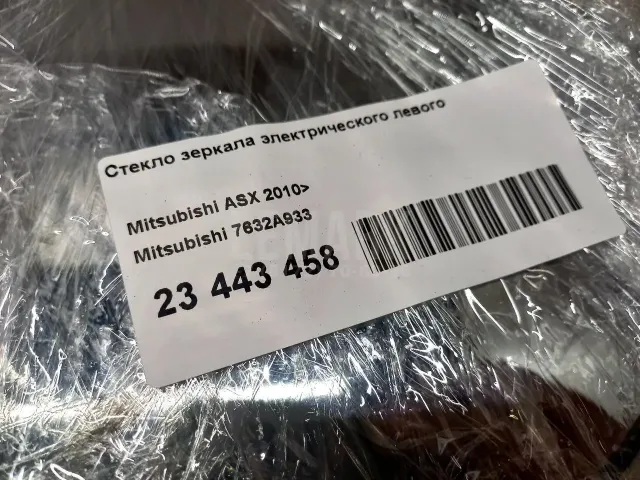 Стекло зеркала электрического левого
Mitsubishi ASX 2010>
Mitsubishi 7632A933
23 443 458